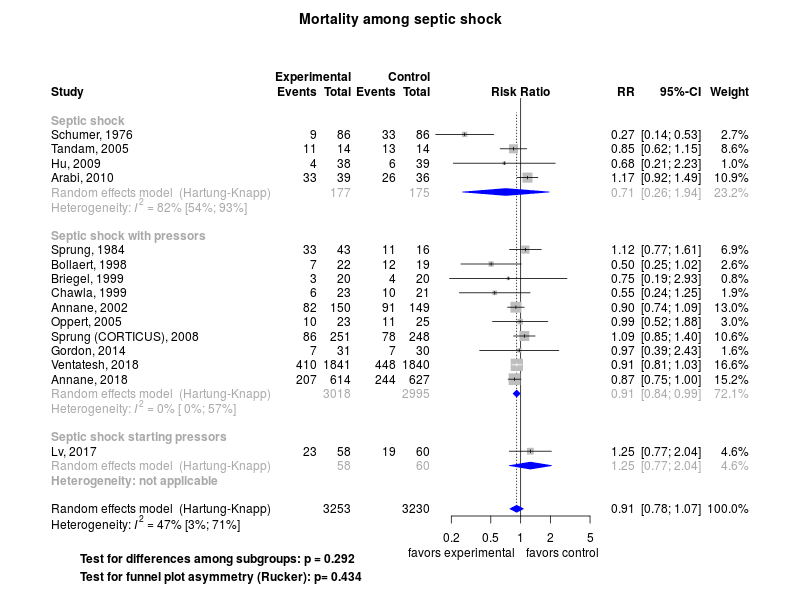 Mortality among septic shock
Experimental Control
Study Events Total Events Total Risk Ratio RR 95%-CI Weight
Septic shock
Schumer, 1976 9 86 33 86 0.27 [0.14; 0.53] 2.7%
Tandam, 2005 11 14 13 14 0.85 [0.62; 1.15] 8.6%
Hu, 2009 4 38 6 39 0.68 [0.21; 2.23] 1.0%
Arabi, 2010 33 39 26 36 1.17 [0.92; 1.49] 10.9%
Random effects model (Hartung-Knapp) 177 175 0.71 [0.26; 1.94] 23.2%
Heterogeneity: I² = 82% [54%; 93%]
Septic shock with pressors
Sprung, 1984 33 43 11 16 1.12 [0.77; 1.61] 6.9%
Bollaert, 1998 7 22 12 19 0.50 [0.25; 1.02] 2.6%
Briegel, 1999 3 20 4 20 0.75 [0.19; 2.93] 0.8%
Chawla, 1999 6 23 10 21 0.55 [0.24; 1.25] 1.9%
Annane, 2002 82 150 91 149 0.90 [0.74; 1.09] 13.0%
Oppert, 2005 10 23 11 25 0.99 [0.52; 1.88] 3.0%
Sprung (CORTICUS), 2008 86 251 78 248 1.09 [0.85; 1.40] 10.6%
Gordon, 2014 7 31 7 30 0.97 [0.39; 2.43] 1.6%
Ventatesh, 2018 410 1841 448 1840 0.91 [0.81; 1.03] 16.6%
Annane, 2018 207 614 244 627 0.87 [0.75; 1.00] 15.2%
Random effects model (Hartung-Knapp) 3018 2995 0.91 [0.84; 0.99] 72.1%
Heterogeneity: I² = 0% [ 0%; 57%]
Septic shock starting pressors
Lv, 2017 23 58 19 60 1.25 [0.77; 2.04] 4.6%
Random effects model (Hartung-Knapp) 58 60 1.25 [0.77; 2.04] 4.6%
Heterogeneity: not applicable
Random effects model (Hartung-Knapp) 3253 3230 0.91 [0.78; 1.07] 100.0%
Heterogeneity: I² = 47% [3%; 71%]
0.2 0.5 1 2 5
favors experimental favors control
Test for differences among subgroups: p = 0.292
Test for funnel plot asymmetry (Rucker): p= 0.434